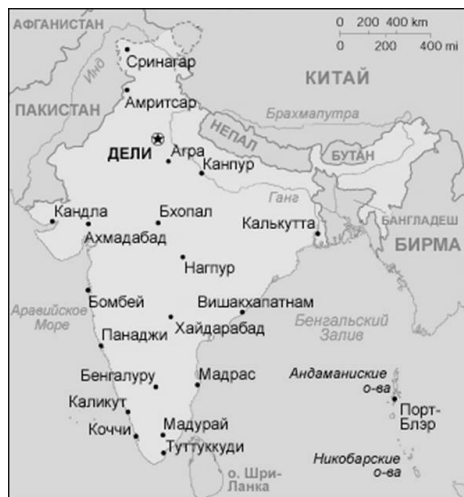 АФГАНИСТАН
0 200 400 km
0 200 400 mi
Сринагар
Инд
КИТАЙ
Амритсар
ПАКИСТАН
Брахмапутра
НЕПАЛ
ДЕЛИ
Агра
БУТАН
Канпур
Ганг
Кандла
Бхопал
Калькутта
БАНГЛАДЕШ
Ахмадабад
БИРМА
Нагпур
Бомбей
Вишакхапатнам
Аравийское
Море
Хайдарабад
Бенгальский
Залив
Панаджи
Бенгалуру
Мадрас
Андаманиские
о-ва
Каликут
Порт-
Блэр
Коччи
Мадурай
Туттуккуди
Никобарские
о-ва
о. Шри-
Ланка